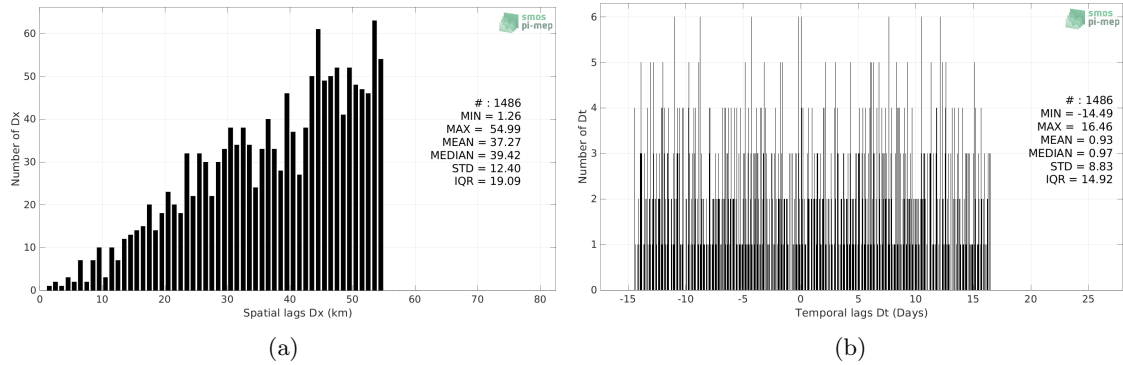 smos
pi-mep
60
50
40
30
20
10
0
Number of Dx
# : 1486
MIN = 1.26
MAX = 54.99
MEAN = 37.27
MEDIAN = 39.42
STD = 12.40
IQR = 19.09
0 10 20 30 40 50 60 70 80
Spatial lags Dx (km)
(a)
smos
pi-mep
6
5
4
3
2
1
0
Number of Dt
# : 1486
MIN = -14.49
MAX = 16.46
MEAN = 0.93
MEDIAN = 0.97
STD = 8.83
IQR = 14.92
-15 -10 -5 0 5 10 15 20 25
Temporal lags Dt (Days)
(b)